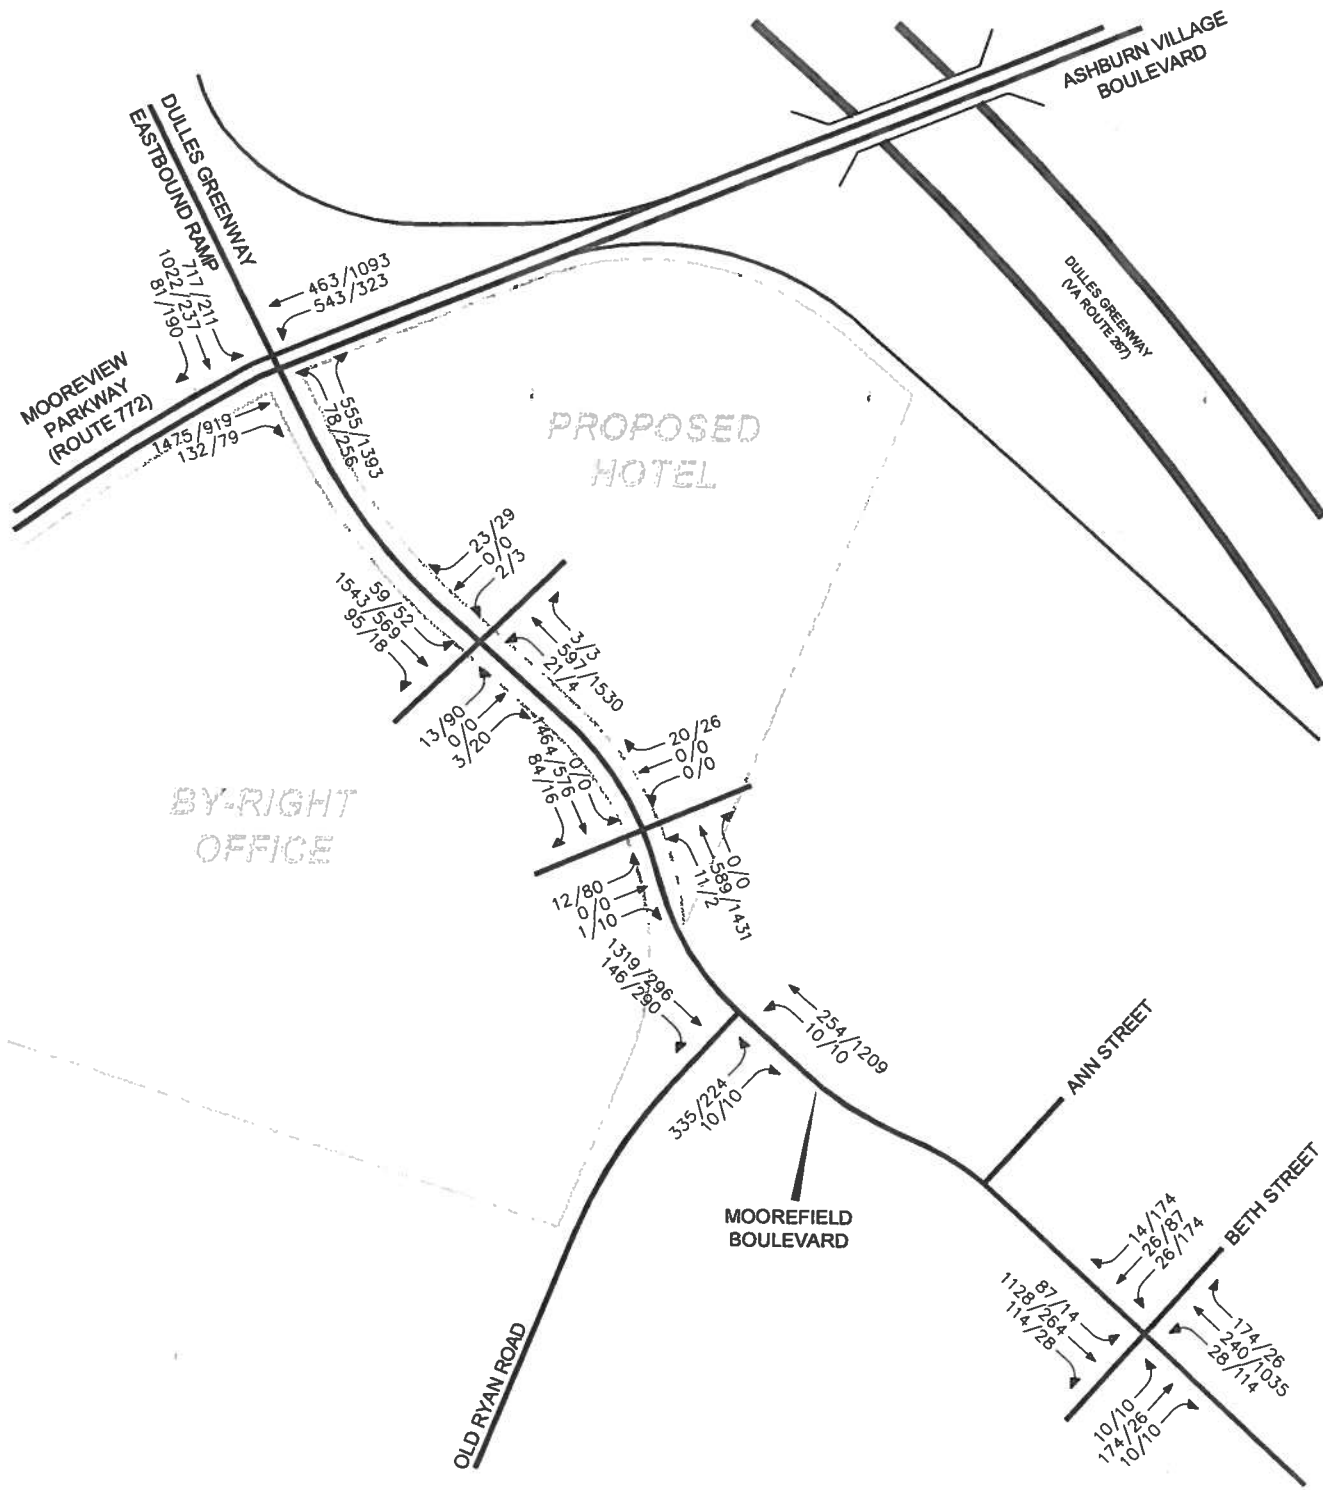 ASHBURN VILLAGE
BOULEVARD
DULLES GREENWAY
EASTBOUND RAMP
DULLES GREENWAY
(VA ROUTE 267)
717/211
1022/237
81/190
463/1093
543/323
MOOREVIEW
PARKWAY
(ROUTE 772)
1475/919
132/79
555/1393
78/256
PROPOSED
HOTEL
23/29
0/0
2/3
59/52
1543/569
95/18
3/3
597/1530
21/4
13/90
0/0
3/20
20/26
0/0
0/0
0/0
1464/576
84/16
BY-RIGHT
OFFICE
0/0
589/1431
11/2
12/80
0/0
1/10
1319/296
146/290
254/1209
10/10
335/224
10/10
ANN STREET
MOOREFIELD
BOULEVARD
BETH STREET
14/174
26/87
26/174
87/14
1128/264
114/28
174/26
240/1035
28/114
10/10
174/26
10/10
OLD RYAN ROAD